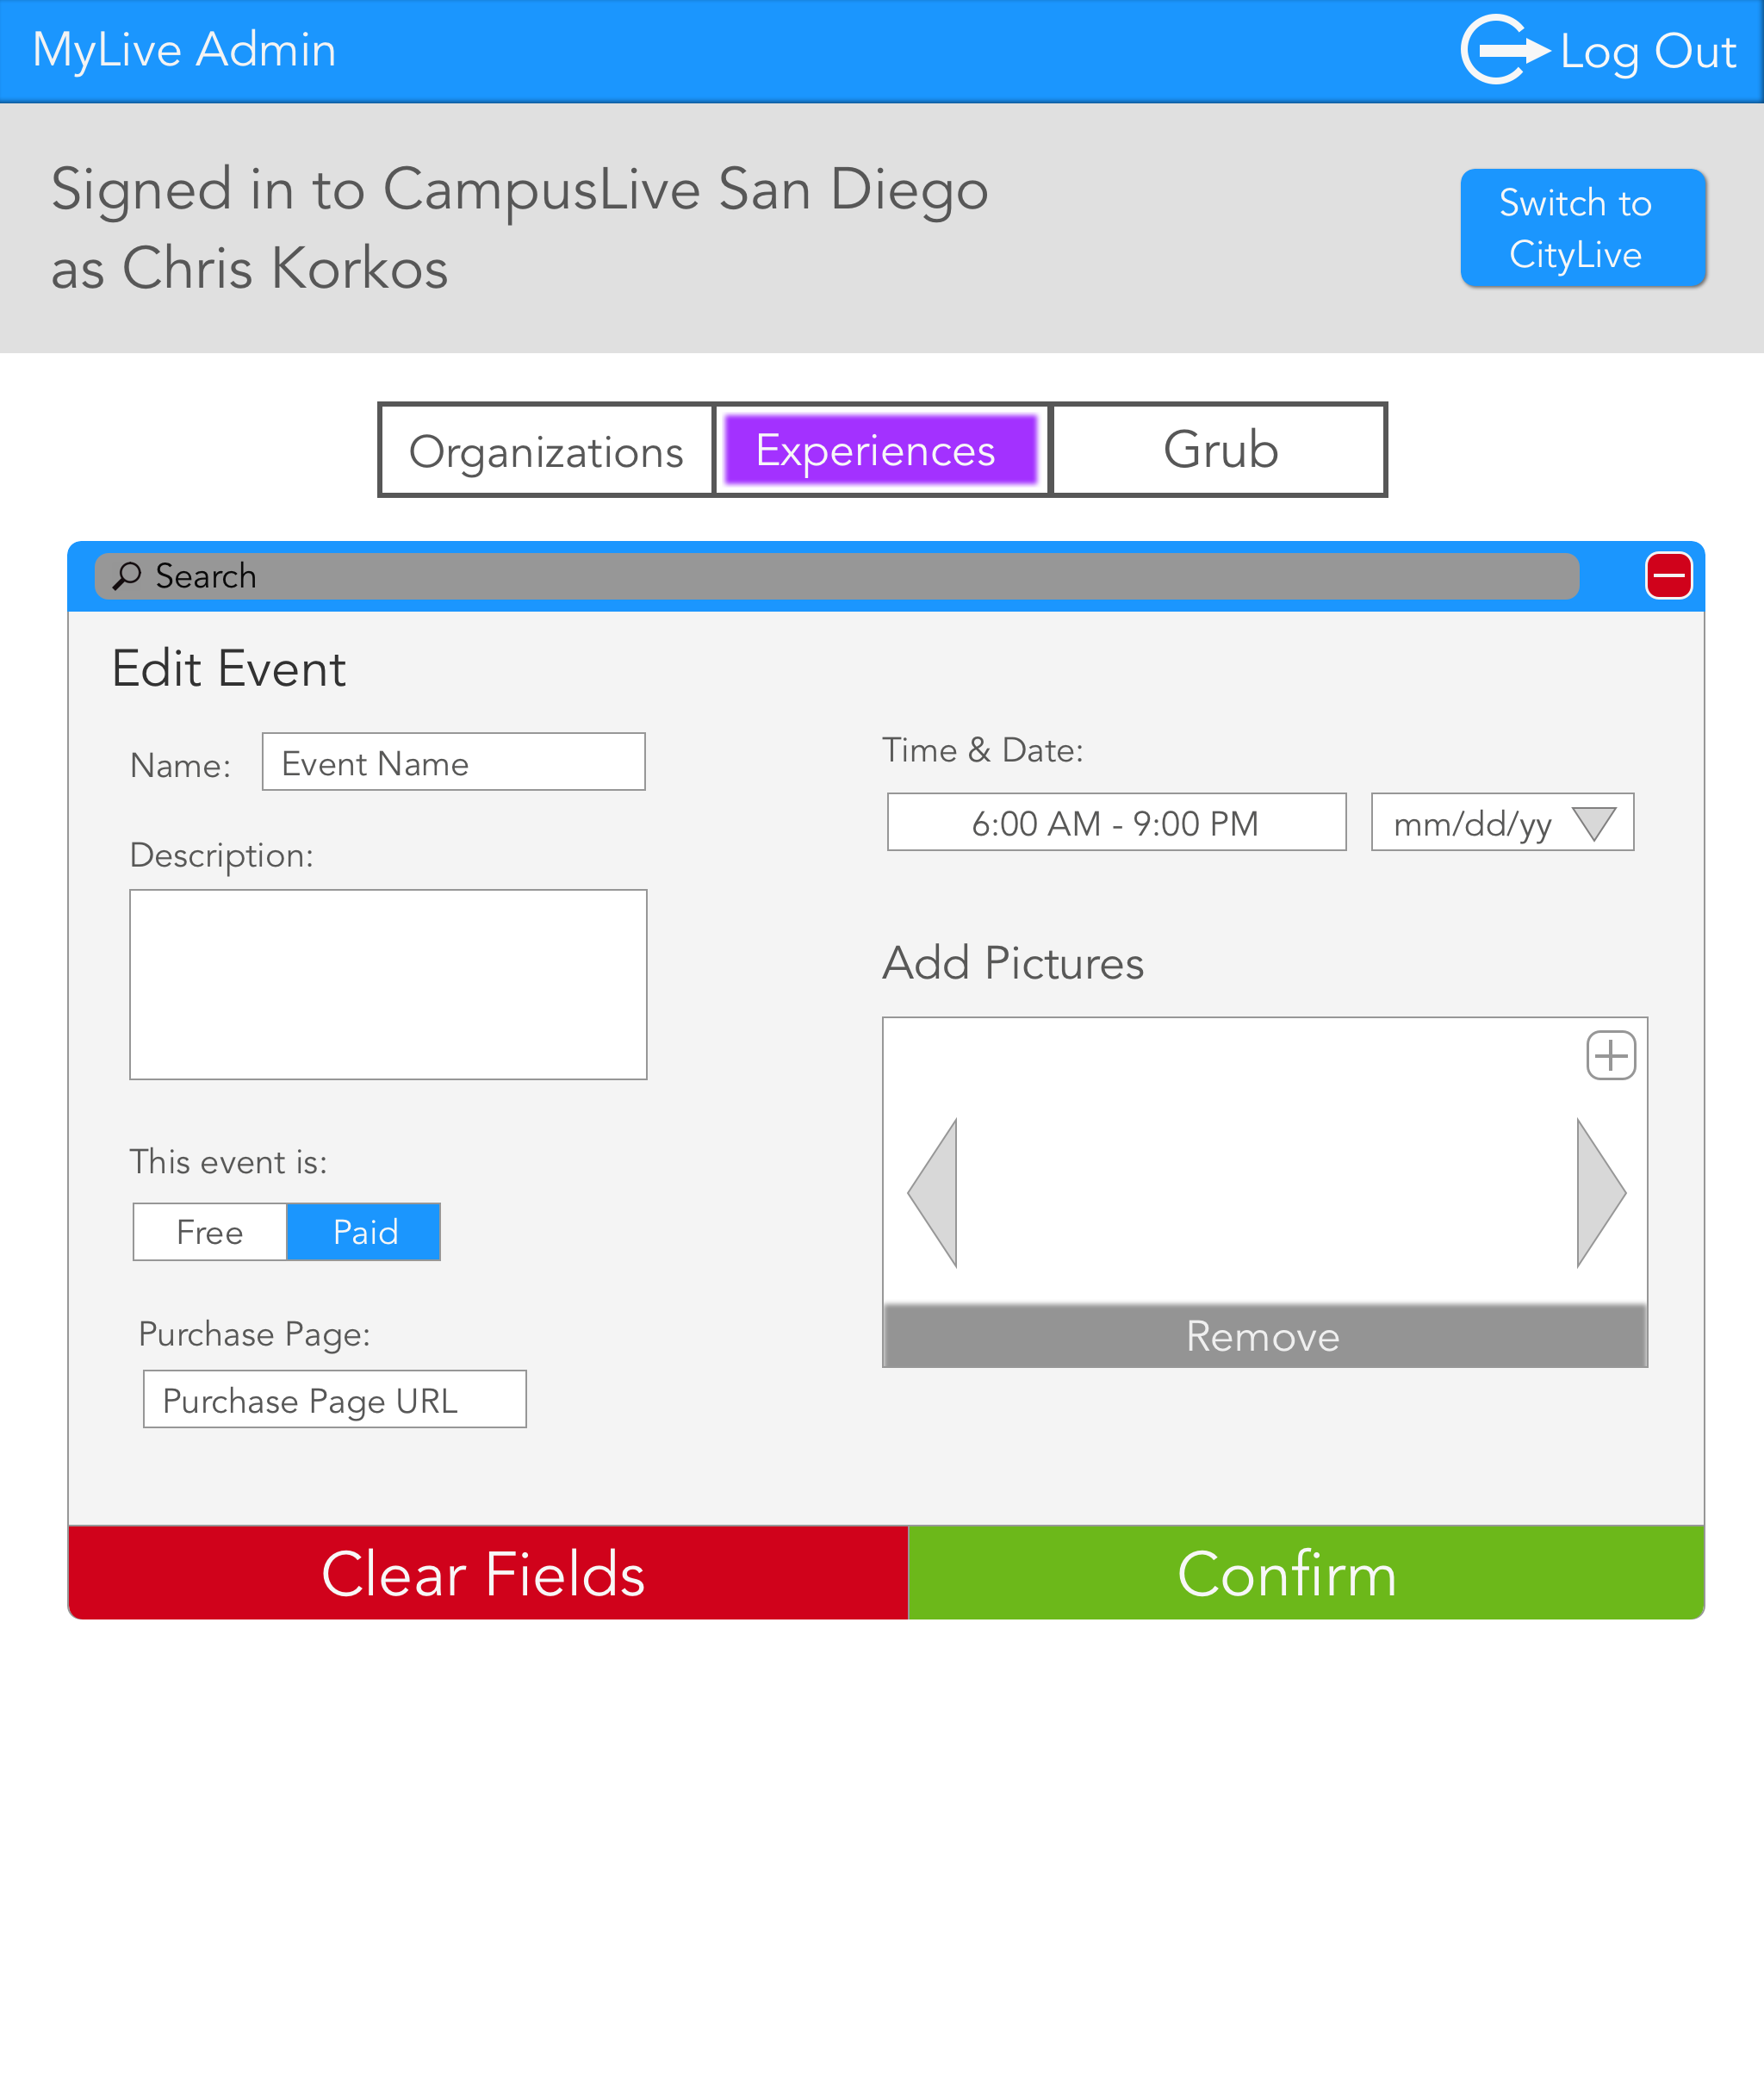 MyLive Admin
Log Out
Signed in to CampusLive San Diego
as Chris Korkos
Switch to
CityLive
Organizations
Experiences
Grub
Search
Edit Event
Name:
Event Name
Description:
This event is:
Free
Paid
Purchase Page:
Purchase Page URL
Time & Date:
6:00 AM - 9:00 PM
mm/dd/yy
Add Pictures
Remove
Clear Fields
Confirm